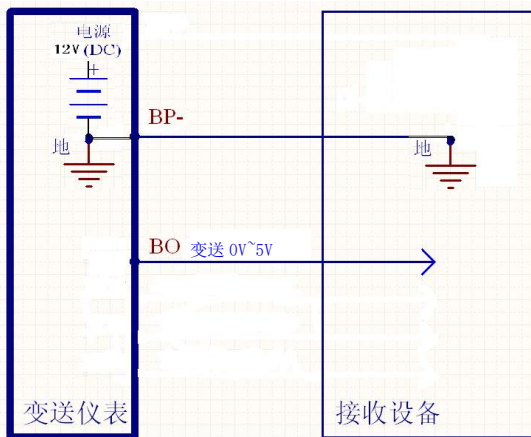 电源
12V(DC)
+
BP-
地
地
BO 变送 0V~5V
变送仪表
接收设备